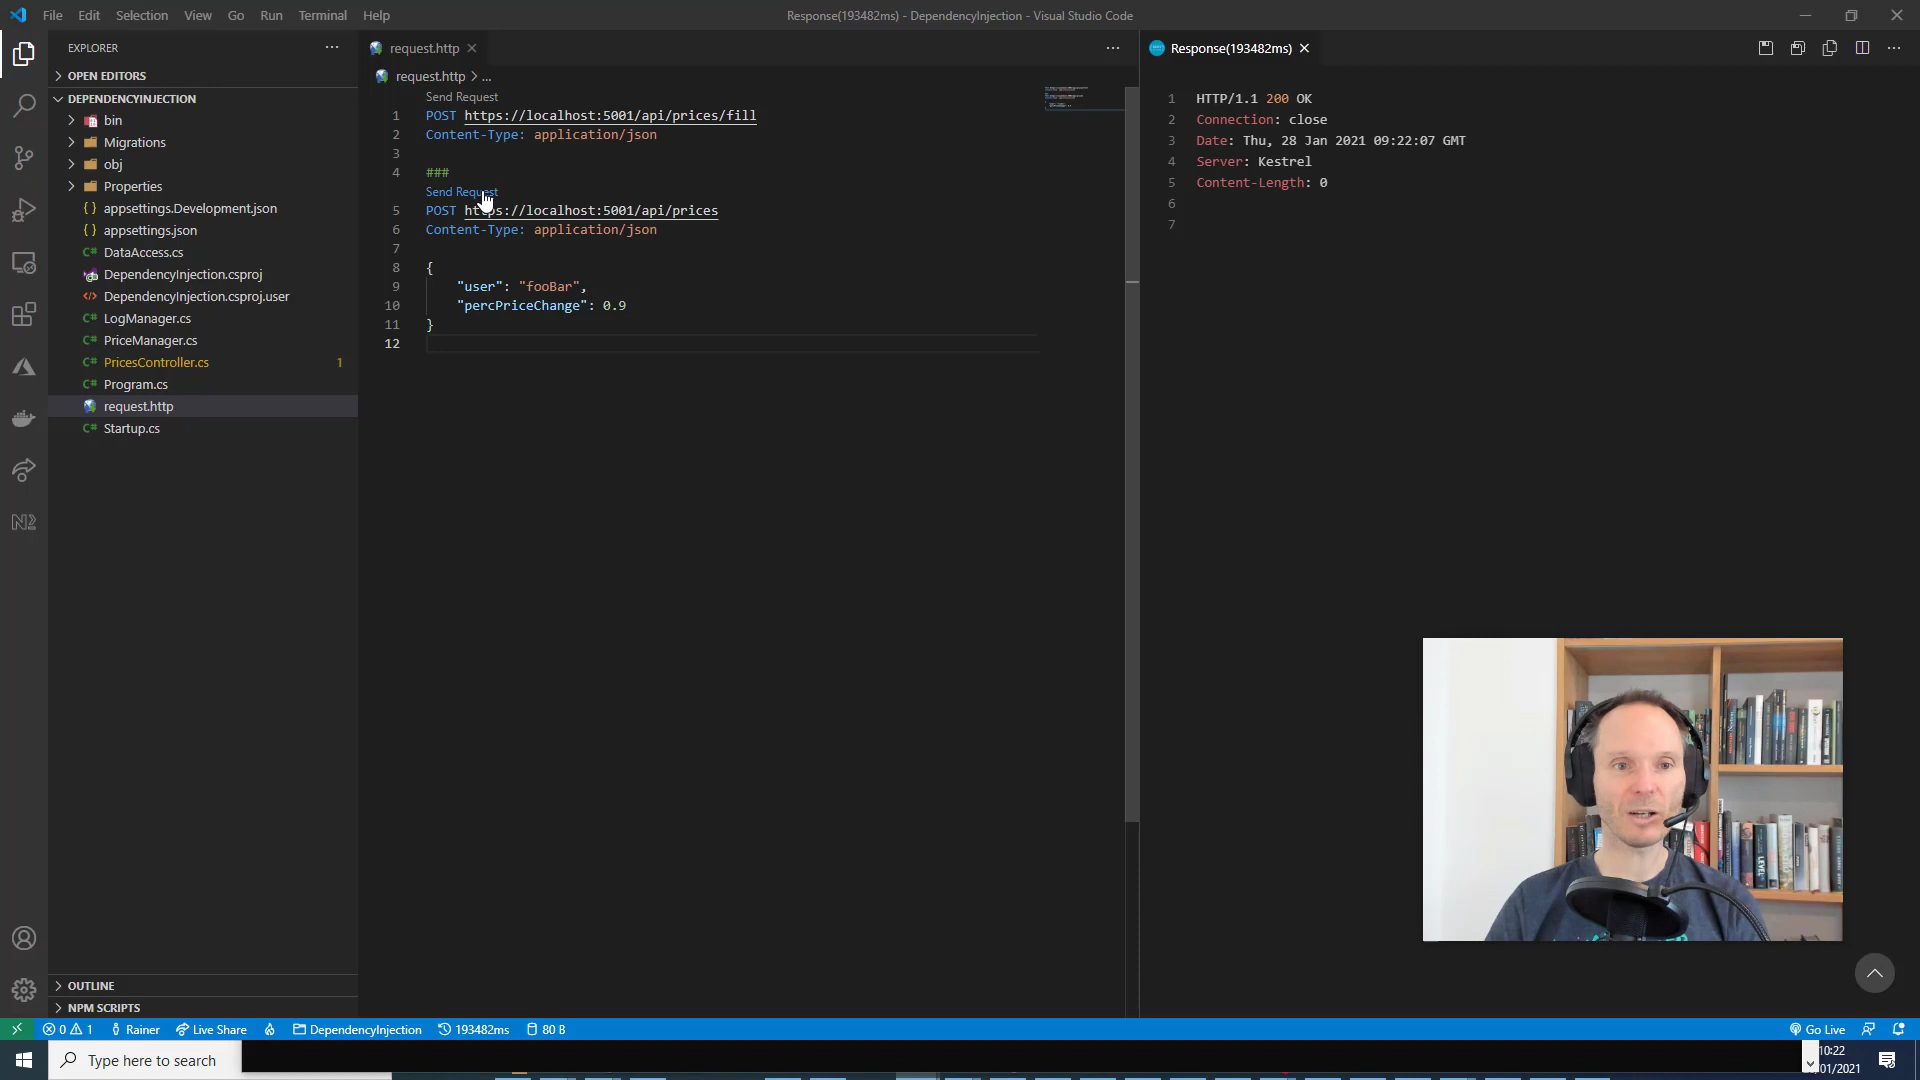 File Edit Selection View Go Run Terminal Help
Response(193482ms) - DependencyInjection - Visual Studio Code
EXPLORER
OPEN EDITORS
DEPENDENCYINJECTION
bin
Migrations
obj
Properties
{ } appsettings.Development.json
{ } appsettings.json
C# DataAccess.cs
DependencyInjection.csproj
<> DependencyInjection.csproj.user
C# LogManager.cs
C# PriceManager.cs
C# PricesController.cs 1
C# Program.cs
request.http
C# Startup.cs
OUTLINE
NPM SCRIPTS
request.http
request.http > ...
Send Request
1 POST https://localhost:5001/api/prices/fill
2 Content-Type: application/json
3
4 ###
Send Request
5 POST https://localhost:5001/api/prices
6 Content-Type: application/json
7
8 {
9 "user": "fooBar",
10 "percPriceChange": 0.9
11 }
12
Response(193482ms)
1 HTTP/1.1 200 OK
2 Connection: close
3 Date: Thu, 28 Jan 2021 09:22:07 GMT
4 Server: Kestrel
5 Content-Length: 0
6
7
0 1 Rainer Live Share DependencyInjection 193482ms 80 B Go Live
Type here to search
10:22
/01/2021